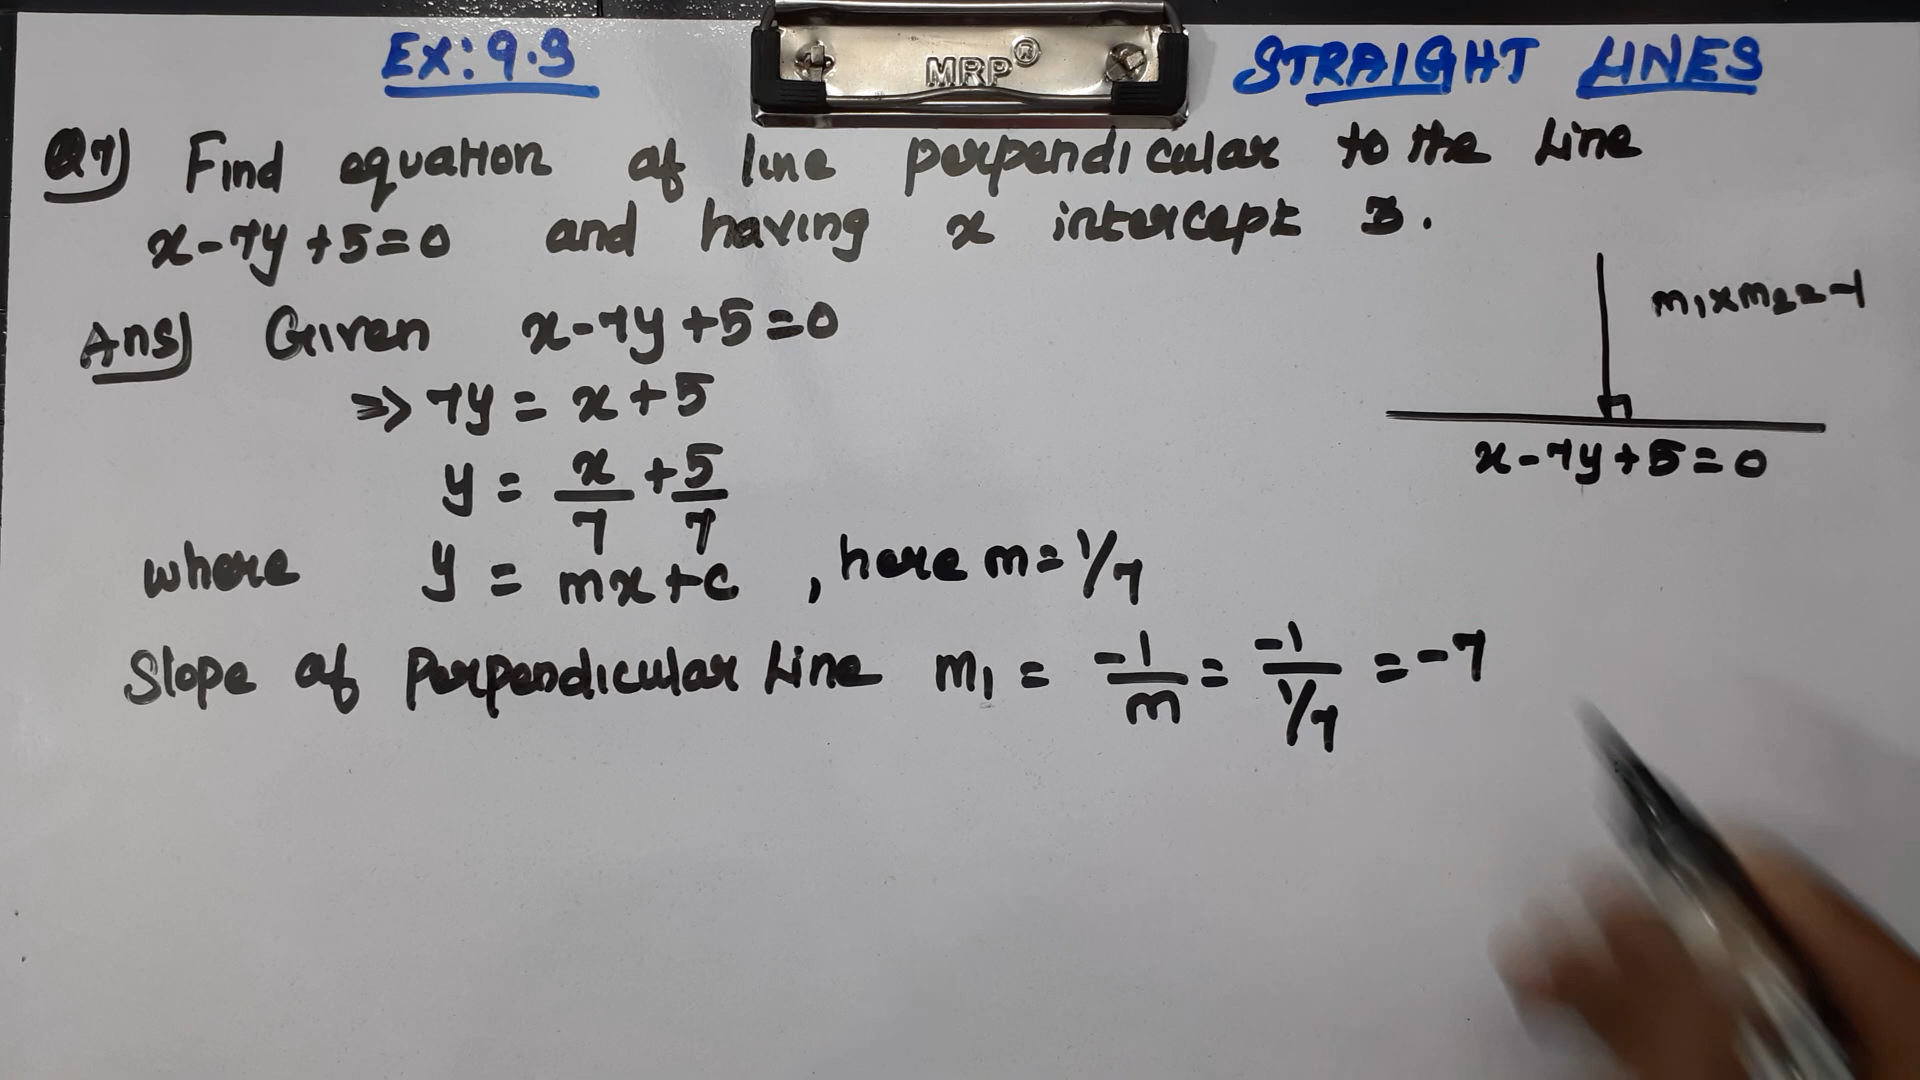 EX: 9.3
MRP®
STRAIGHT LINES
Q7) Find equation of line perpendicular to the Line
x-7y+5=0 and having x intercept 3.
m₁×m₂=-1
Ans) Given x-7y+5=0
⇒ 7y = x+5
x-7y+5=0
y = x/7 + 5/7
where y = mx+c , here m=1/7
Slope of Perpendicular Line m₁ = -1/m = -1/1/7 = -7